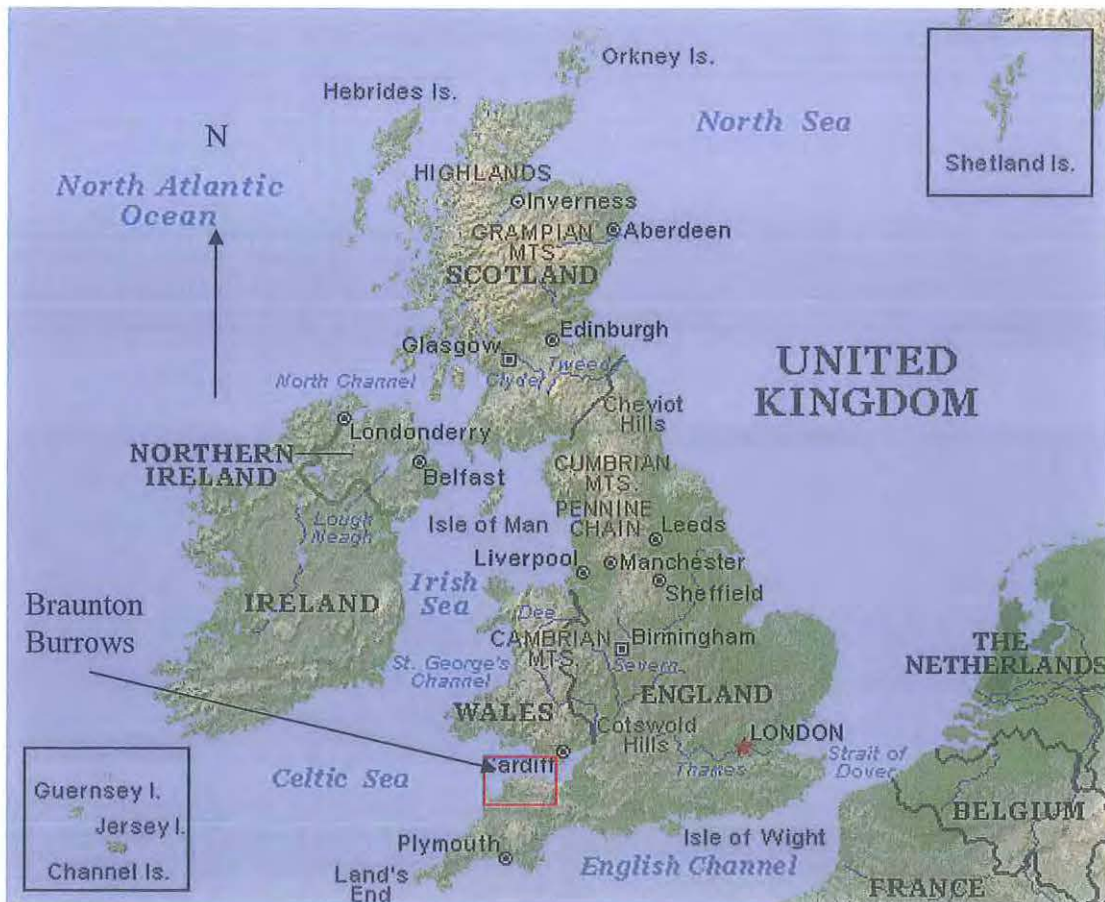 Orkney Is.
Hebrides Is.
North Sea
Shetland Is.
N
North Atlantic
Ocean
HIGHLANDS
Inverness
GRAMPIAN
MTS.
Aberdeen
SCOTLAND
Edinburgh
Glasgow
Tweed
Clyde
UNITED
KINGDOM
North Channel
Cheviot
Hills
Londonderry
NORTHERN
IRELAND
Belfast
CUMBRIAN
MTS.
PENNINE
CHAIN
Isle of Man
Leeds
Lough
Neagh
Liverpool
Manchester
Sheffield
Irish
Sea
IRELAND
Braunton
Burrows
Dee
CAMBRIAN
MTS.
Birmingham
Severn
St. George's
Channel
ENGLAND
THE
NETHERLANDS
WALES
Cotswold
Hills
LONDON
Thames
Strait of
Dover
Cardiff
Celtic Sea
Guernsey I.
Jersey I.
Channel Is.
BELGIUM
Plymouth
Isle of Wight
Land's
End
English Channel
FRANCE